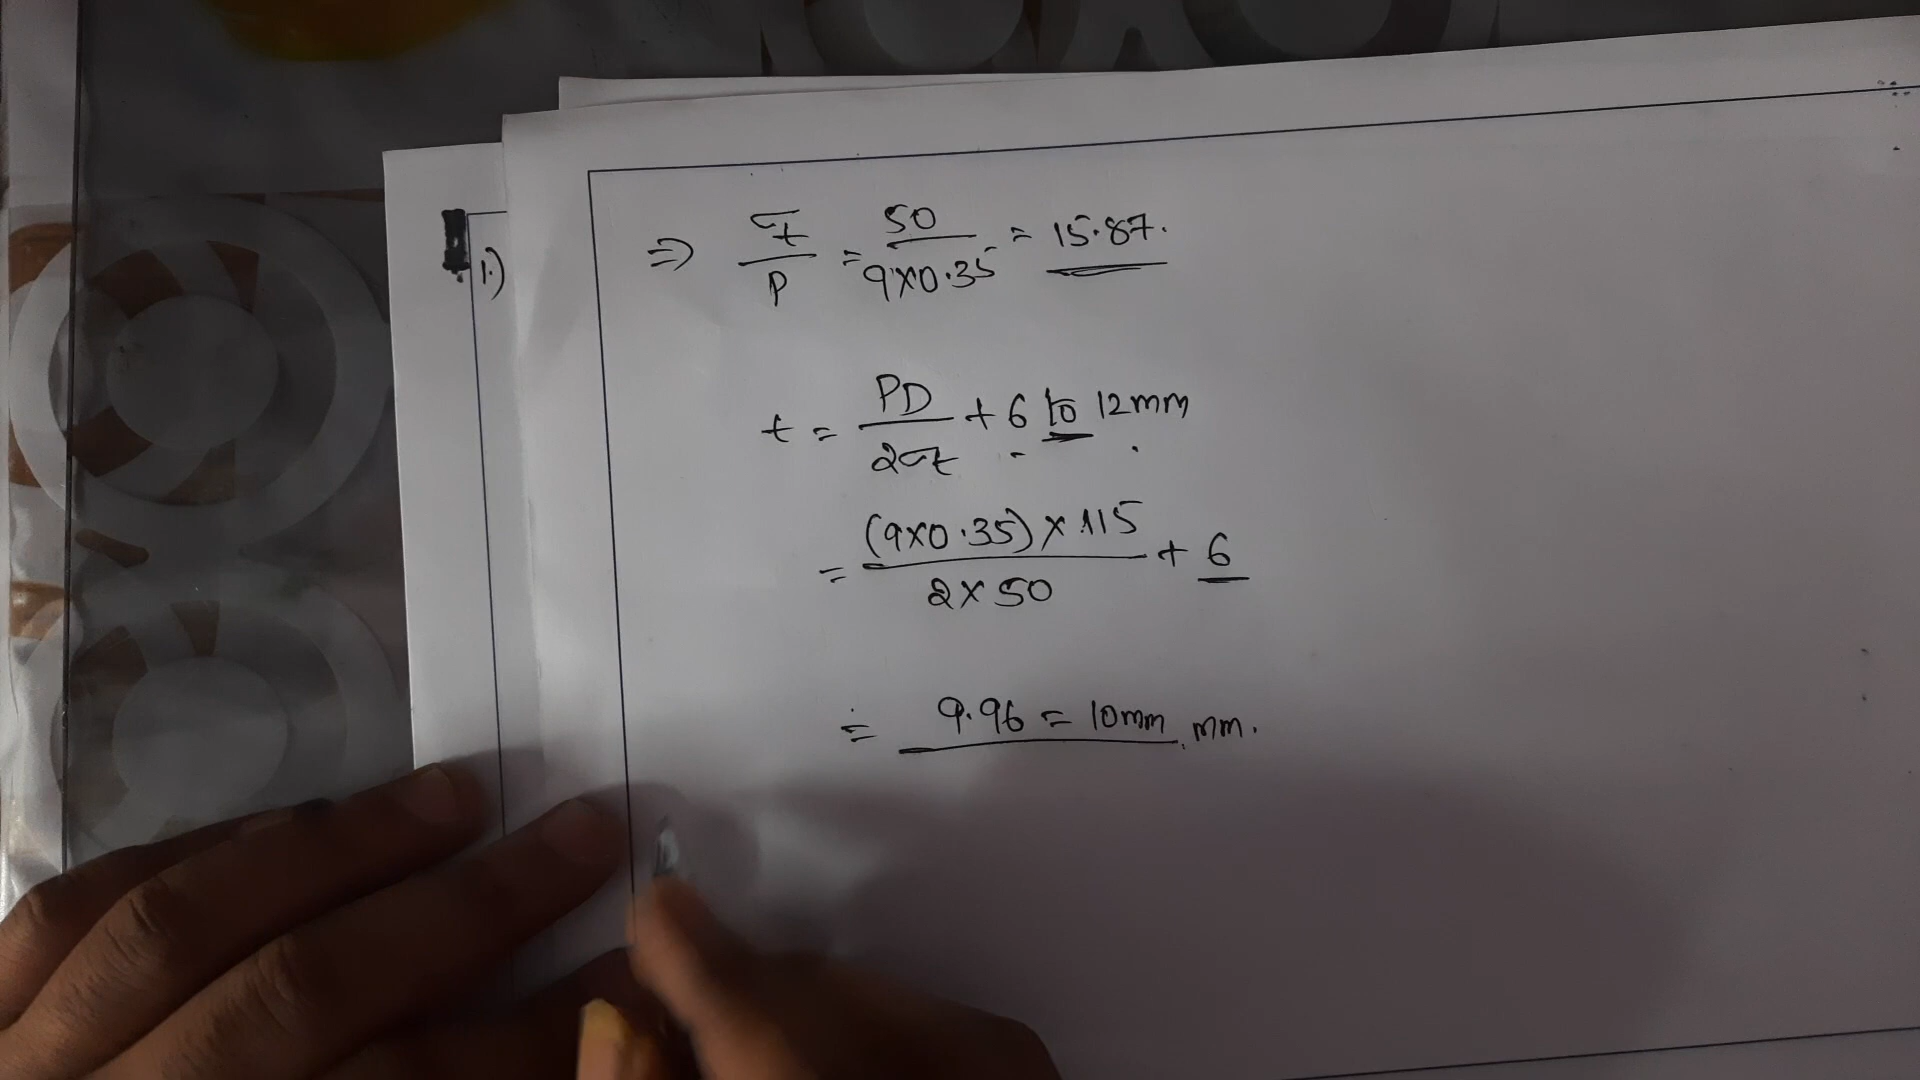 1.)
⇒ σt/P = 50/9×0.35 = 15.87.
t = PD/2σt + 6 to 12mm
= (9×0.35)×115/2×50 + 6
= 9.96 = 10mm mm.